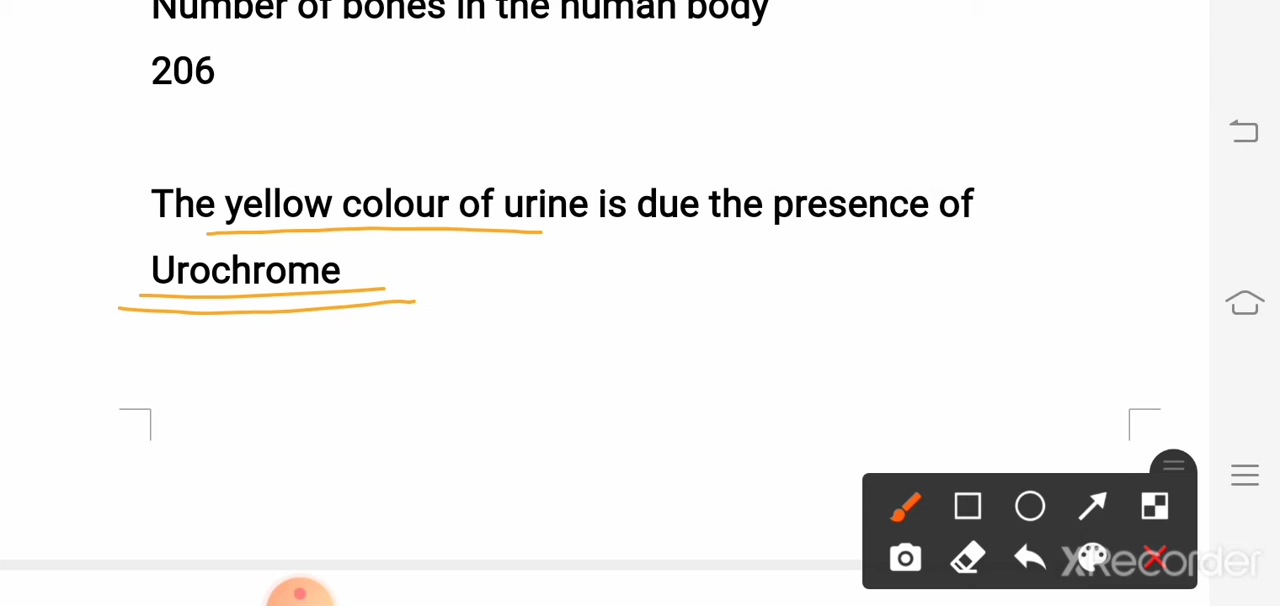 Number of bones in the human body
206
The yellow colour of urine is due the presence of
Urochrome
XRecorder